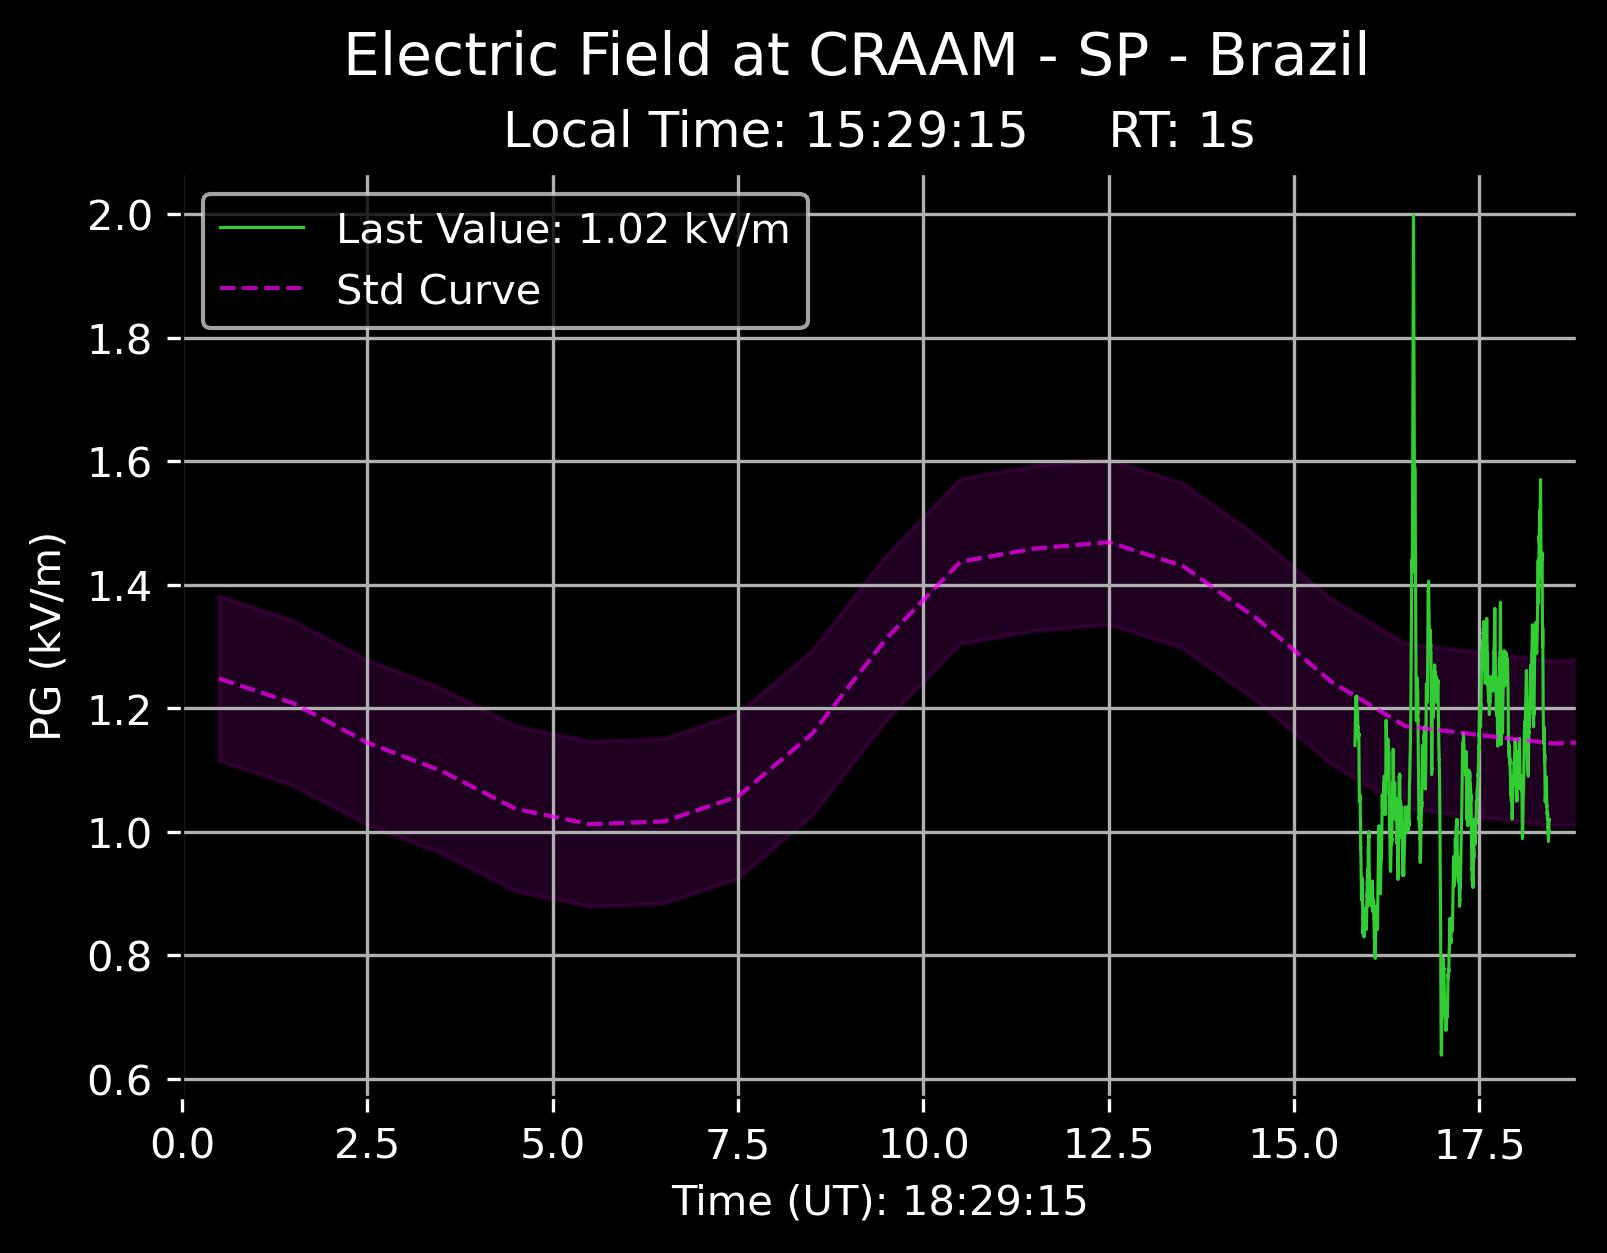 Electric Field at CRAAM - SP - Brazil
Local Time: 15:29:15 RT: 1s
Last Value: 1.02 kV/m
Std Curve
PG (kV/m)
2.0
1.8
1.6
1.4
1.2
1.0
0.8
0.6
0.0 2.5 5.0 7.5 10.0 12.5 15.0 17.5
Time (UT): 18:29:15